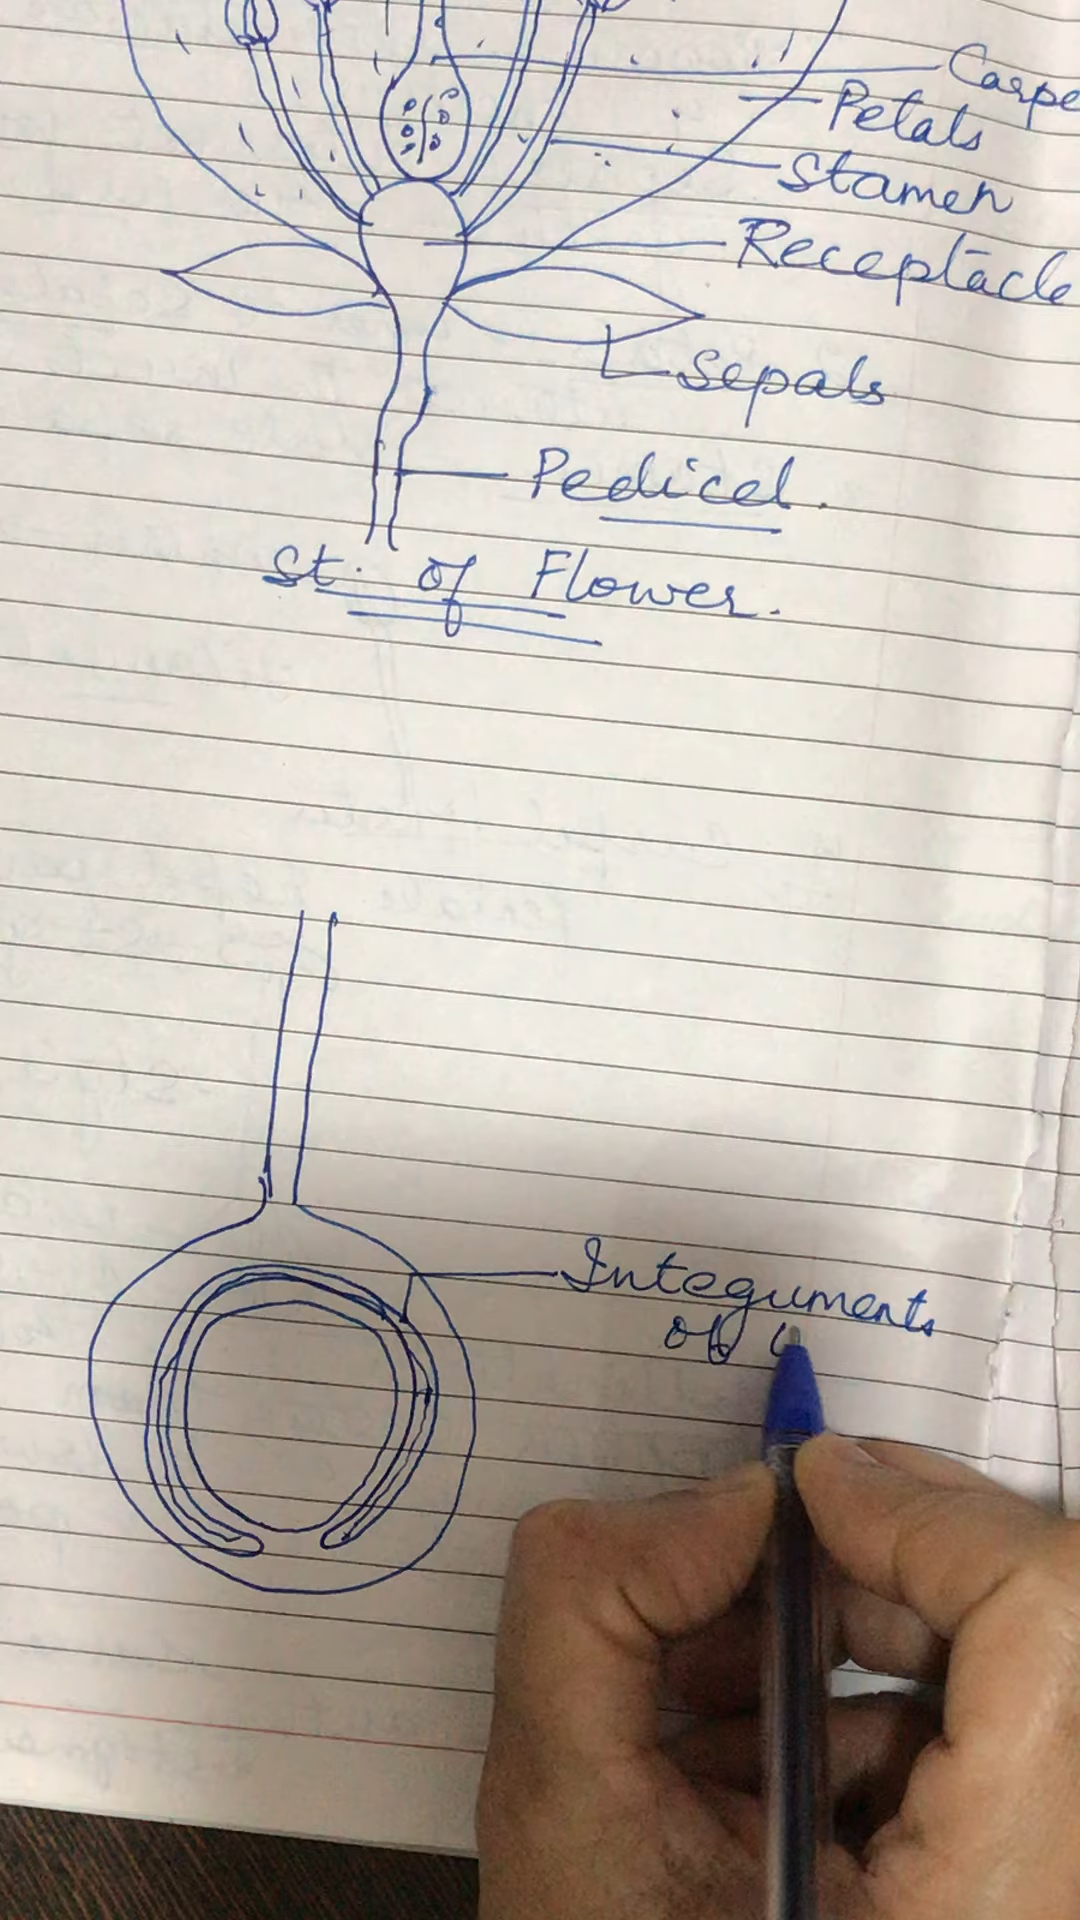 Carpe
Petals
Stamen
Receptacle
Sepals
Pedicel.
St. of Flower.
Integuments
of